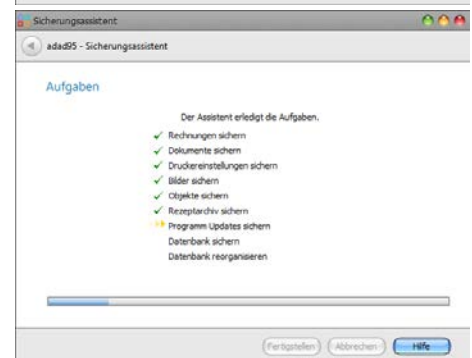 Sicherungsassistent
adad95 - Sicherungsassistent
Aufgaben
Der Assistent erledigt die Aufgaben.
Rechnungen sichern
Dokumente sichern
Druckereinstellungen sichern
Bilder sichern
Objekte sichern
Rezeptarchiv sichern
Programm Updates sichern
Datenbank sichern
Datenbank reorganisieren
Fertigstellen Abbrechen Hilfe